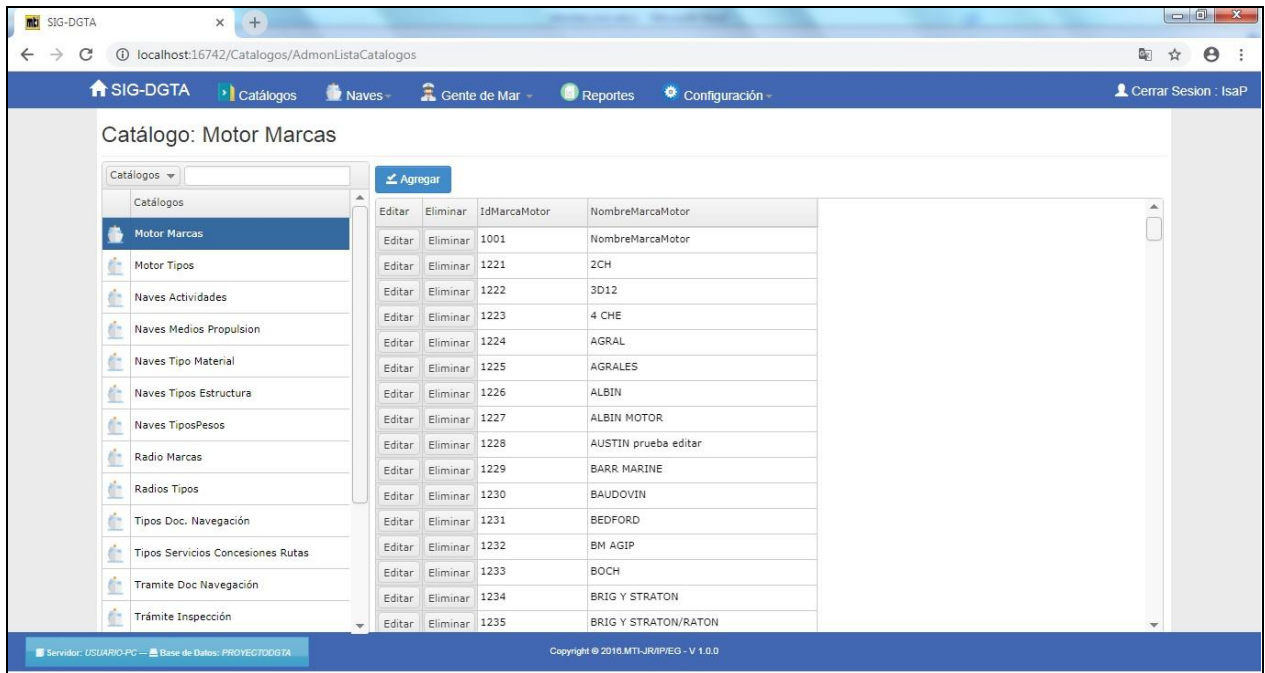 SIG-DGTA
localhost:16742/Catalogos/AdmonListaCatalogos
SIG-DGTA Catálogos Naves Gente de Mar Reportes Configuración Cerrar Sesion : IsaP
Catálogo: Motor Marcas
Catálogos
Agregar
Catálogos
Motor Marcas
Motor Tipos
Naves Actividades
Naves Medios Propulsion
Naves Tipo Material
Naves Tipos Estructura
Naves TiposPesos
Radio Marcas
Radios Tipos
Tipos Doc. Navegación
Tipos Servicios Concesiones Rutas
Tramite Doc Navegación
Trámite Inspección
Editar Eliminar IdMarcaMotor NombreMarcaMotor
Editar Eliminar 1001 NombreMarcaMotor
Editar Eliminar 1221 2CH
Editar Eliminar 1222 3D12
Editar Eliminar 1223 4 CHE
Editar Eliminar 1224 AGRAL
Editar Eliminar 1225 AGRALES
Editar Eliminar 1226 ALBIN
Editar Eliminar 1227 ALBIN MOTOR
Editar Eliminar 1228 AUSTIN prueba editar
Editar Eliminar 1229 BARR MARINE
Editar Eliminar 1230 BAUDOVIN
Editar Eliminar 1231 BEDFORD
Editar Eliminar 1232 BM AGIP
Editar Eliminar 1233 BOCH
Editar Eliminar 1234 BRIG Y STRATON
Editar Eliminar 1235 BRIG Y STRATON/RATON
Servidor: USUARIO-PC — Base de Datos: PROYECTODGTA
Copyright © 2016.MTI-JR/IP/EG - V 1.0.0